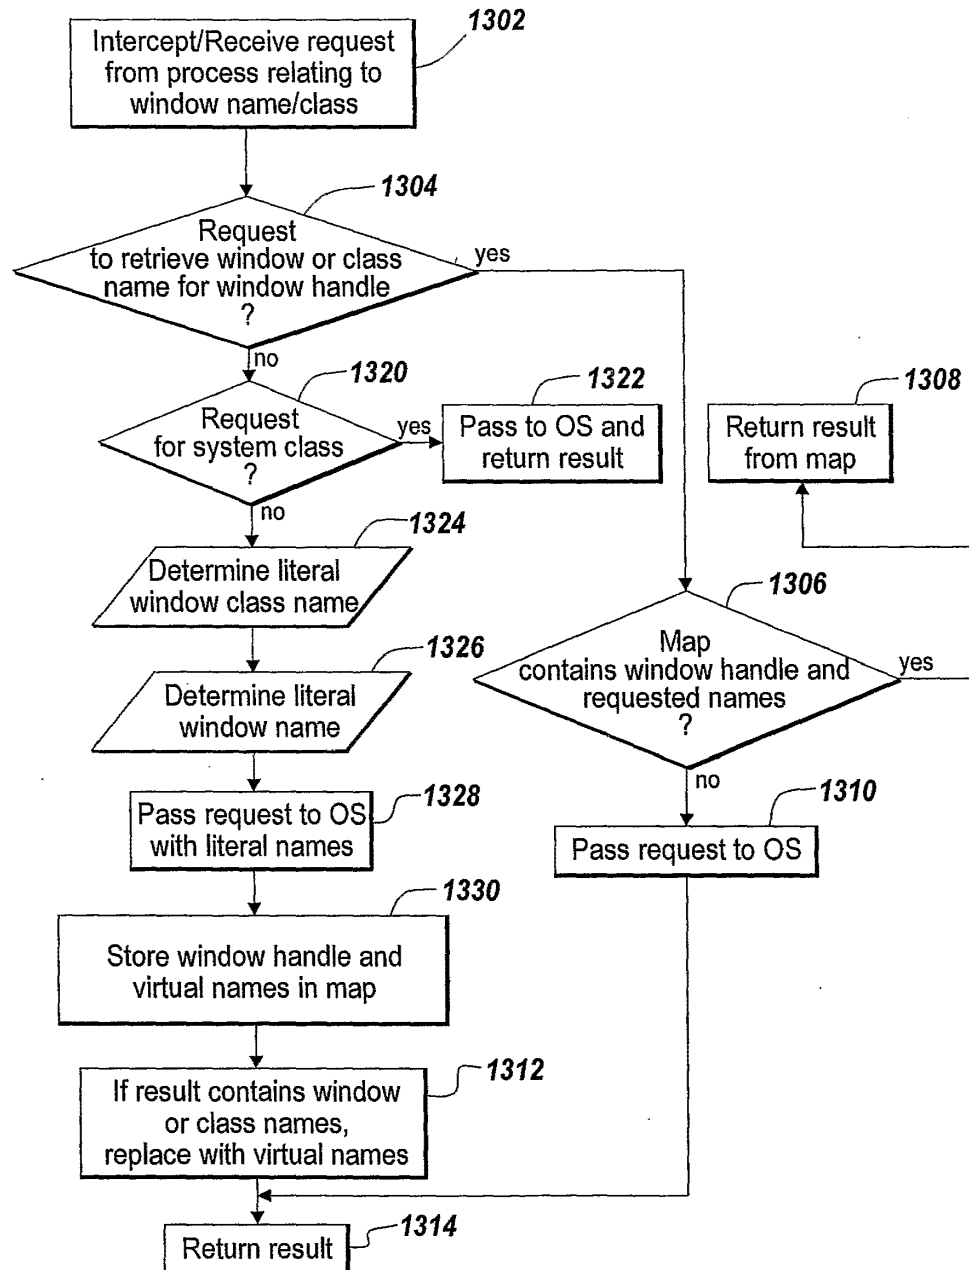 1302
Intercept/Receive request
from process relating to
window name/class
1304
Request
to retrieve window or class
name for window handle
?
yes
no
1320
Request
for system class
?
yes
no
1322
Pass to OS and
return result
1308
Return result
from map
1324
Determine literal
window class name
1306
Map
contains window handle and
requested names
?
yes
no
1326
Determine literal
window name
1328
Pass request to OS
with literal names
1310
Pass request to OS
1330
Store window handle and
virtual names in map
1312
If result contains window
or class names,
replace with virtual names
1314
Return result